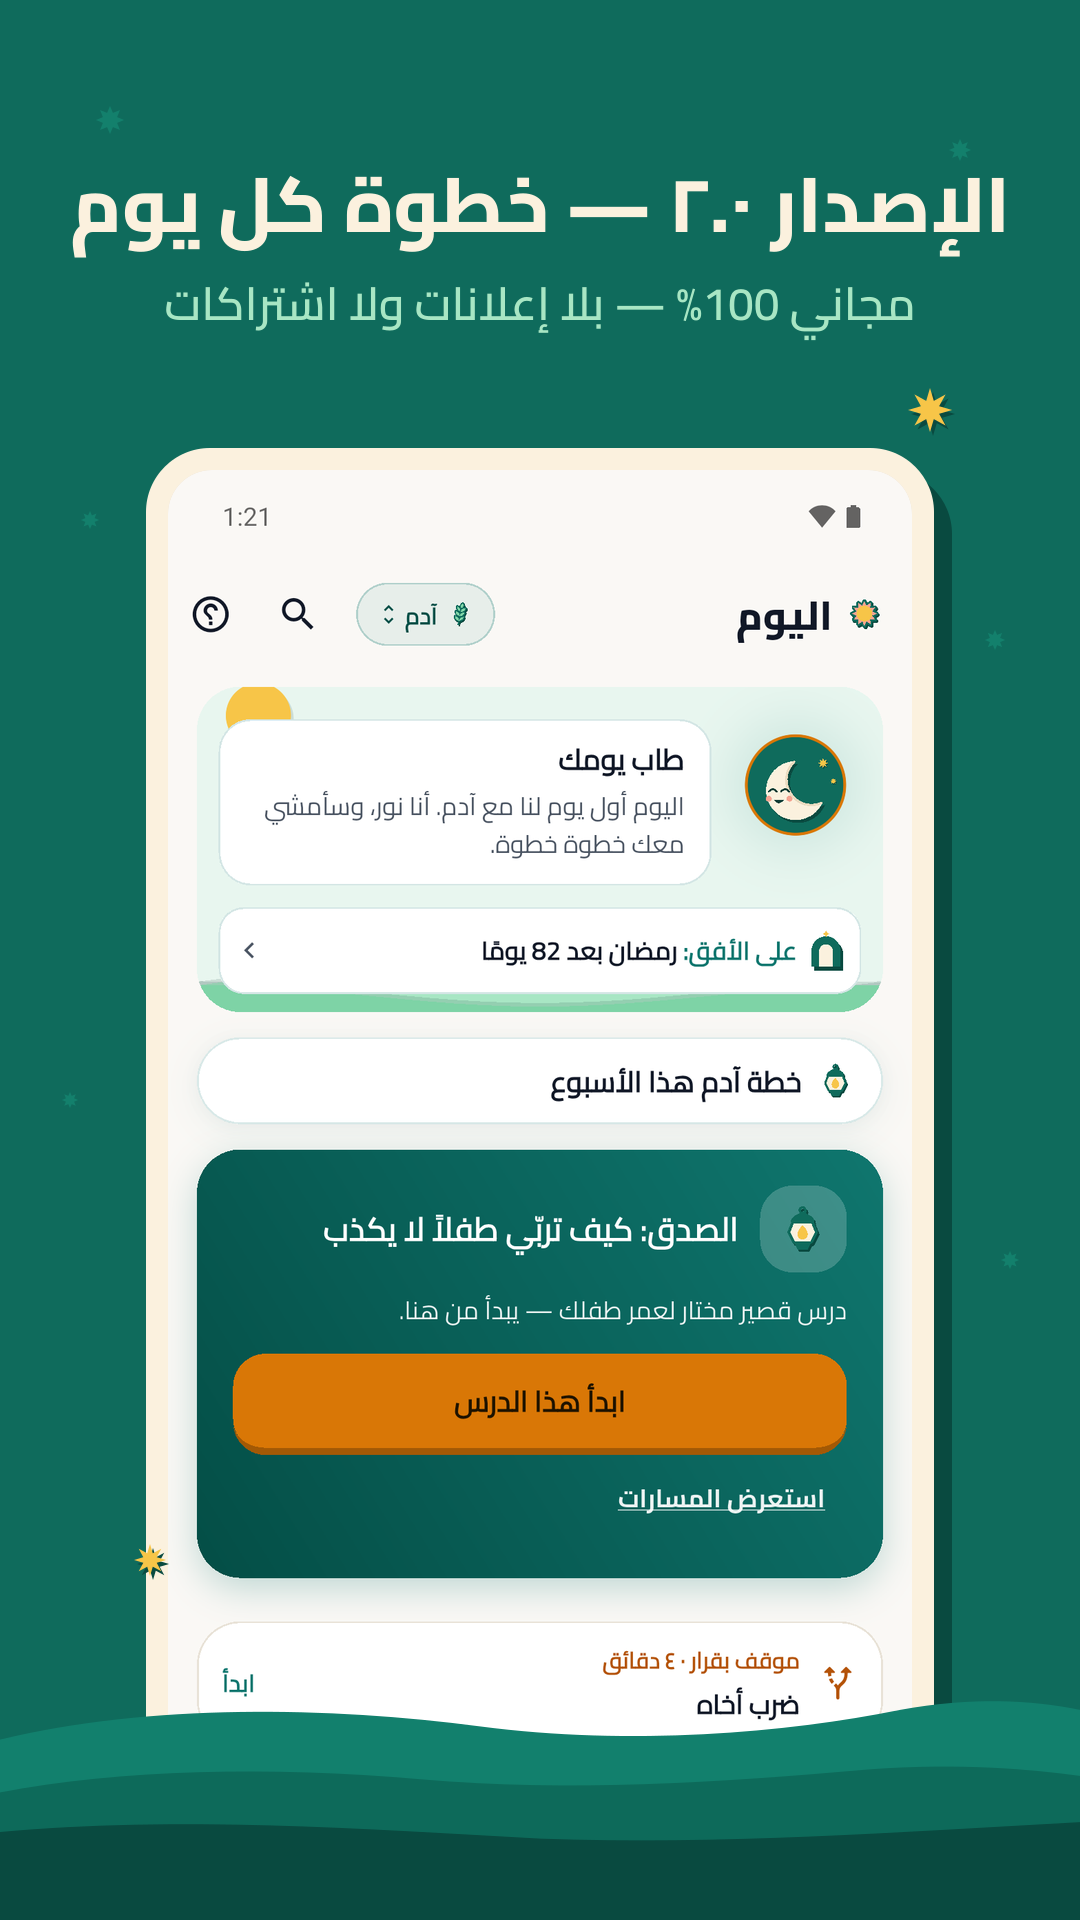 الإصدار ٢.٠ — خطوة كل يوم
مجاني 100% — بلا إعلانات ولا اشتراكات
1:21
اليوم
آدم
طاب يومك
اليوم أول يوم لنا مع آدم. أنا نور، وسأمشي
معك خطوة خطوة.
على الأفق: رمضان بعد 82 يومًا
خطة آدم هذا الأسبوع
الصدق: كيف تربّي طفلاً لا يكذب
درس قصير مختار لعمر طفلك — يبدأ من هنا.
ابدأ هذا الدرس
استعرض المسارات
موقف بقرار · ٤ دقائق
ضرب أخاه
ابدأ